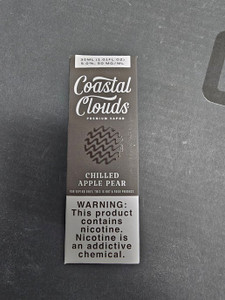 Coastal
Clouds
PREMIUM VAPOR
CHILLED
APPLE PEAR
WARNING:
This product
contains
nicotine.
Nicotine is
an addictive
chemical.